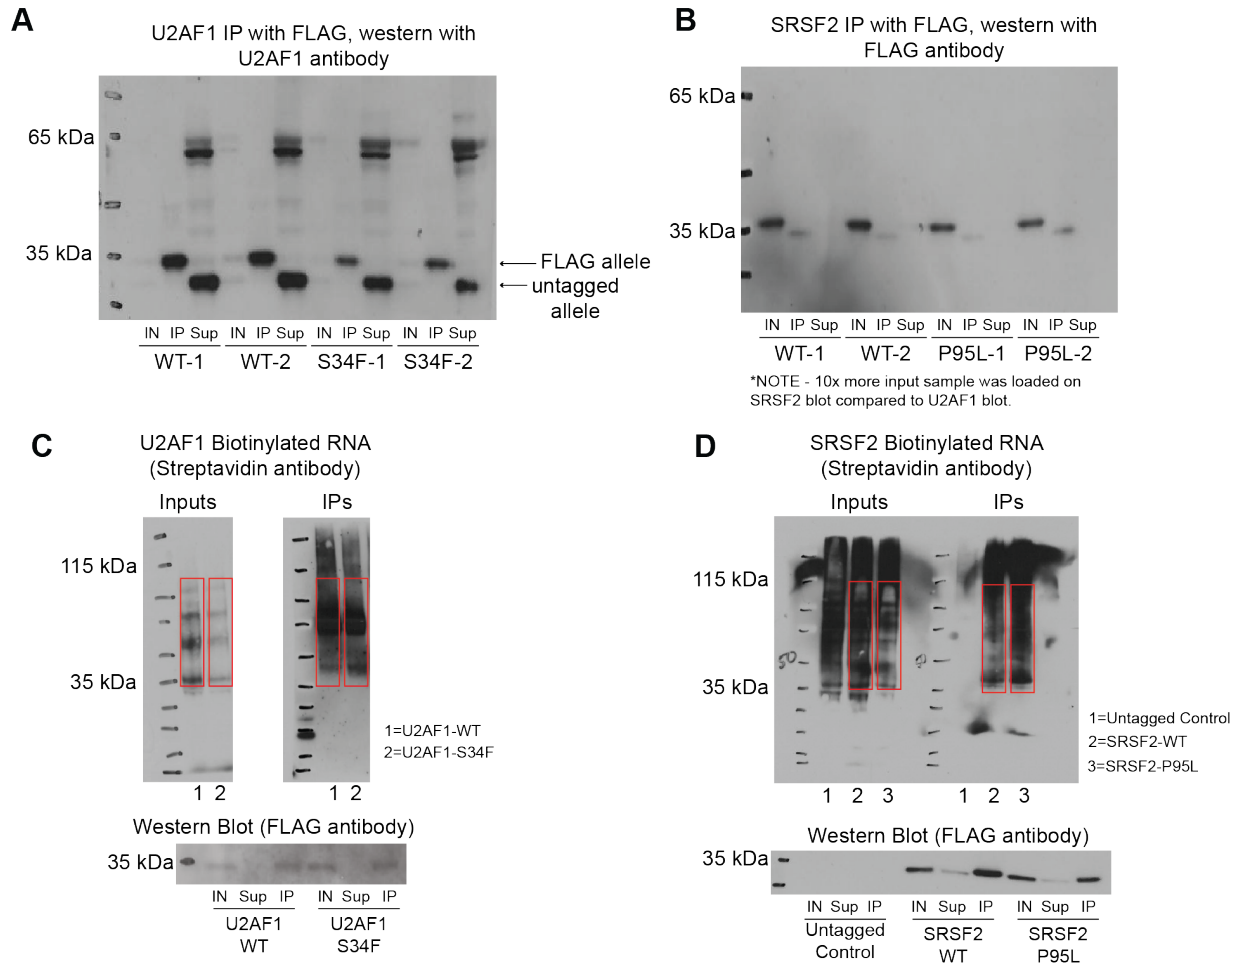 A
U2AF1 IP with FLAG, western with
U2AF1 antibody
65 kDa
35 kDa
FLAG allele
untagged
allele
IN IP Sup IN IP Sup IN IP Sup IN IP Sup
WT-1 WT-2 S34F-1 S34F-2
B
SRSF2 IP with FLAG, western with
FLAG antibody
65 kDa
35 kDa
IN IP Sup IN IP Sup IN IP Sup IN IP Sup
WT-1 WT-2 P95L-1 P95L-2
*NOTE - 10x more input sample was loaded on
SRSF2 blot compared to U2AF1 blot.
C
U2AF1 Biotinylated RNA
(Streptavidin antibody)
Inputs IPs
115 kDa
35 kDa
1=U2AF1-WT
2=U2AF1-S34F
1 2 1 2
Western Blot (FLAG antibody)
35 kDa
IN Sup IP IN Sup IP
U2AF1 U2AF1
WT S34F
D
SRSF2 Biotinylated RNA
(Streptavidin antibody)
Inputs IPs
115 kDa
50
35 kDa
1=Untagged Control
2=SRSF2-WT
3=SRSF2-P95L
1 2 3 1 2 3
Western Blot (FLAG antibody)
35 kDa
IN Sup IP IN Sup IP IN Sup IP
Untagged SRSF2 SRSF2
Control WT P95L